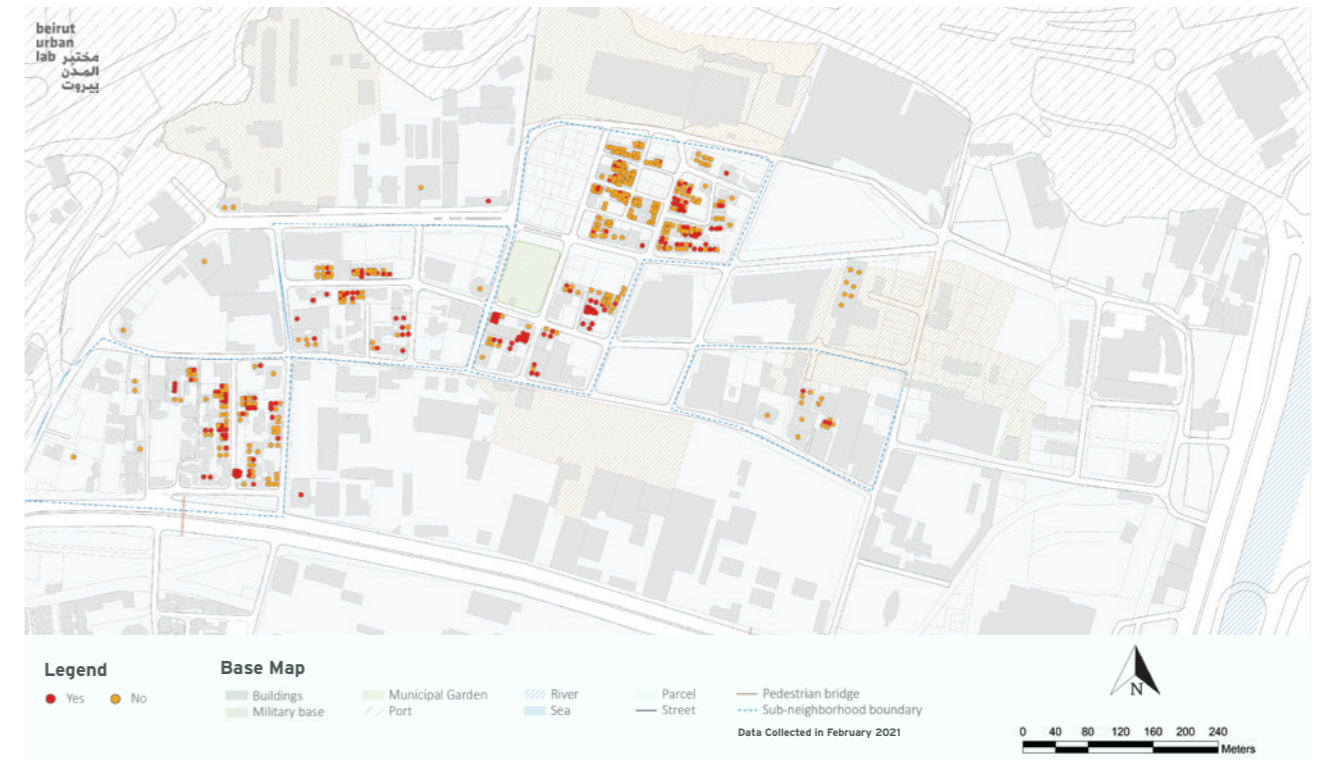 beirut
urban
lab مختبر
المدن
بيروت
Legend
Yes
No
Base Map
Buildings
Military base
Municipal Garden
Port
River
Sea
Parcel
Street
Pedestrian bridge
Sub-neighborhood boundary
Data Collected in February 2021
N
0 40 80 120 160 200 240
Meters